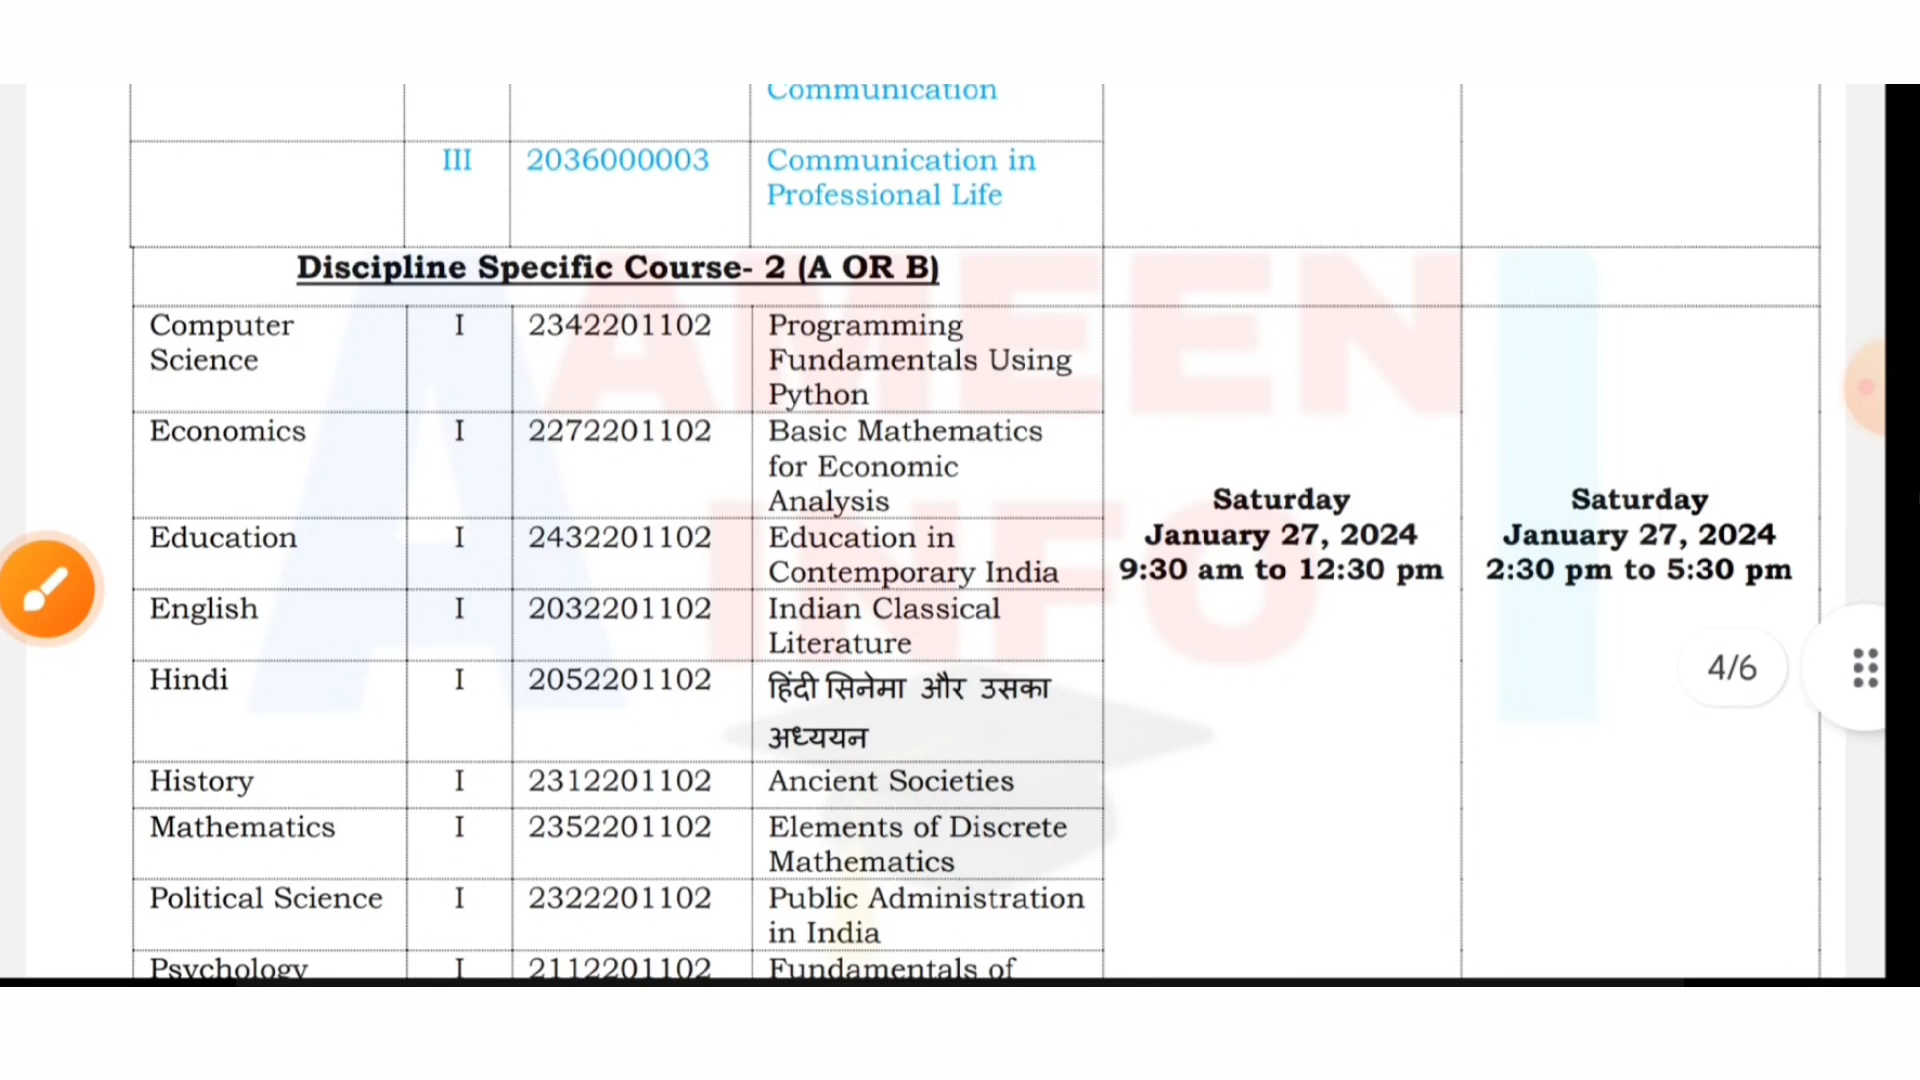 Communication
III 2036000003 Communication in
Professional Life
Discipline Specific Course- 2 (A OR B)
Computer I 2342201102 Programming
Science Fundamentals Using
Python
Economics I 2272201102 Basic Mathematics
for Economic
Analysis
Education I 2432201102 Education in
Contemporary India
English I 2032201102 Indian Classical
Literature
Hindi I 2052201102 हिंदी सिनेमा और उसका
अध्ययन
History I 2312201102 Ancient Societies
Mathematics I 2352201102 Elements of Discrete
Mathematics
Political Science I 2322201102 Public Administration
in India
Psychology I 2112201102 Fundamentals of
Saturday
January 27, 2024
9:30 am to 12:30 pm
Saturday
January 27, 2024
2:30 pm to 5:30 pm
4/6
AMEEN
INFO